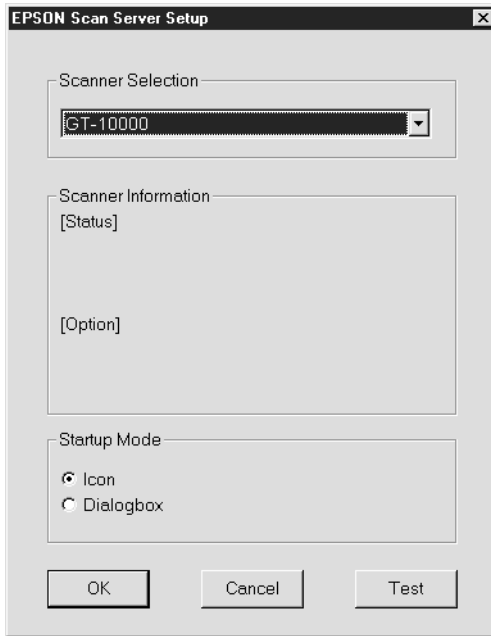 EPSON Scan Server Setup
Scanner Selection
GT-10000
Scanner Information
[Status]
[Option]
Startup Mode
Icon
Dialogbox
OK Cancel Test